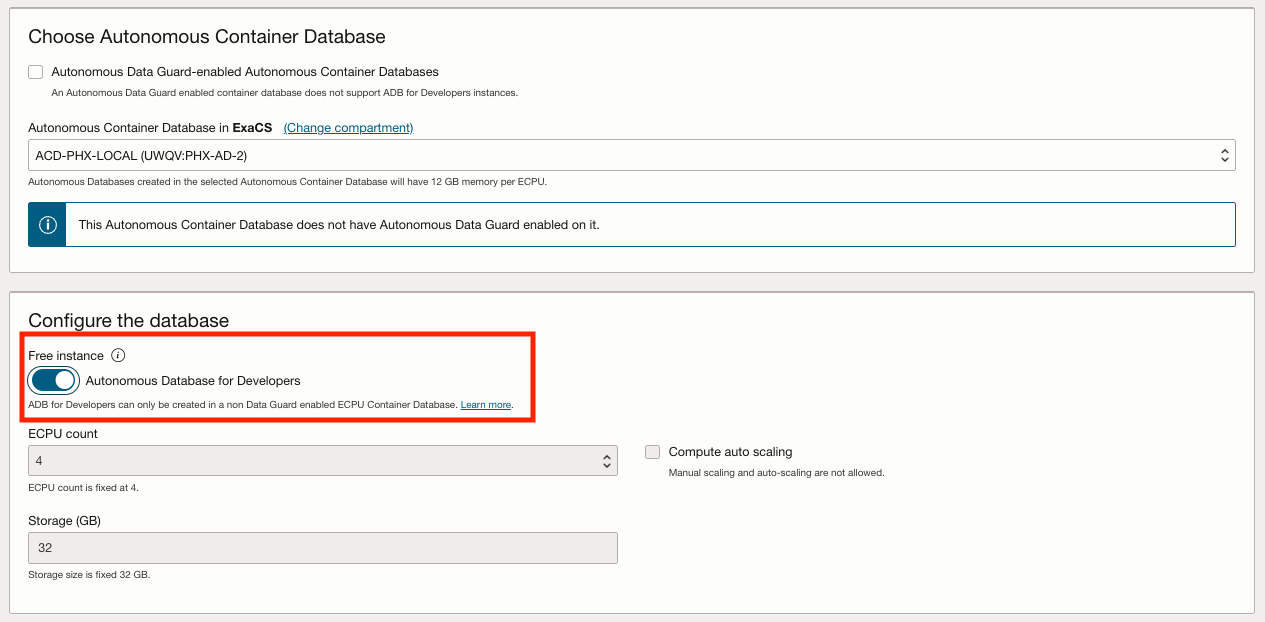 Choose Autonomous Container Database
Autonomous Data Guard-enabled Autonomous Container Databases
An Autonomous Data Guard enabled container database does not support ADB for Developers instances.
Autonomous Container Database in ExaCS (Change compartment)
ACD-PHX-LOCAL (UWQV:PHX-AD-2)
Autonomous Databases created in the selected Autonomous Container Database will have 12 GB memory per ECPU.
This Autonomous Container Database does not have Autonomous Data Guard enabled on it.
Configure the database
Free instance
Autonomous Database for Developers
ADB for Developers can only be created in a non Data Guard enabled ECPU Container Database. Learn more.
ECPU count
4
ECPU count is fixed at 4.
Compute auto scaling
Manual scaling and auto-scaling are not allowed.
Storage (GB)
32
Storage size is fixed 32 GB.